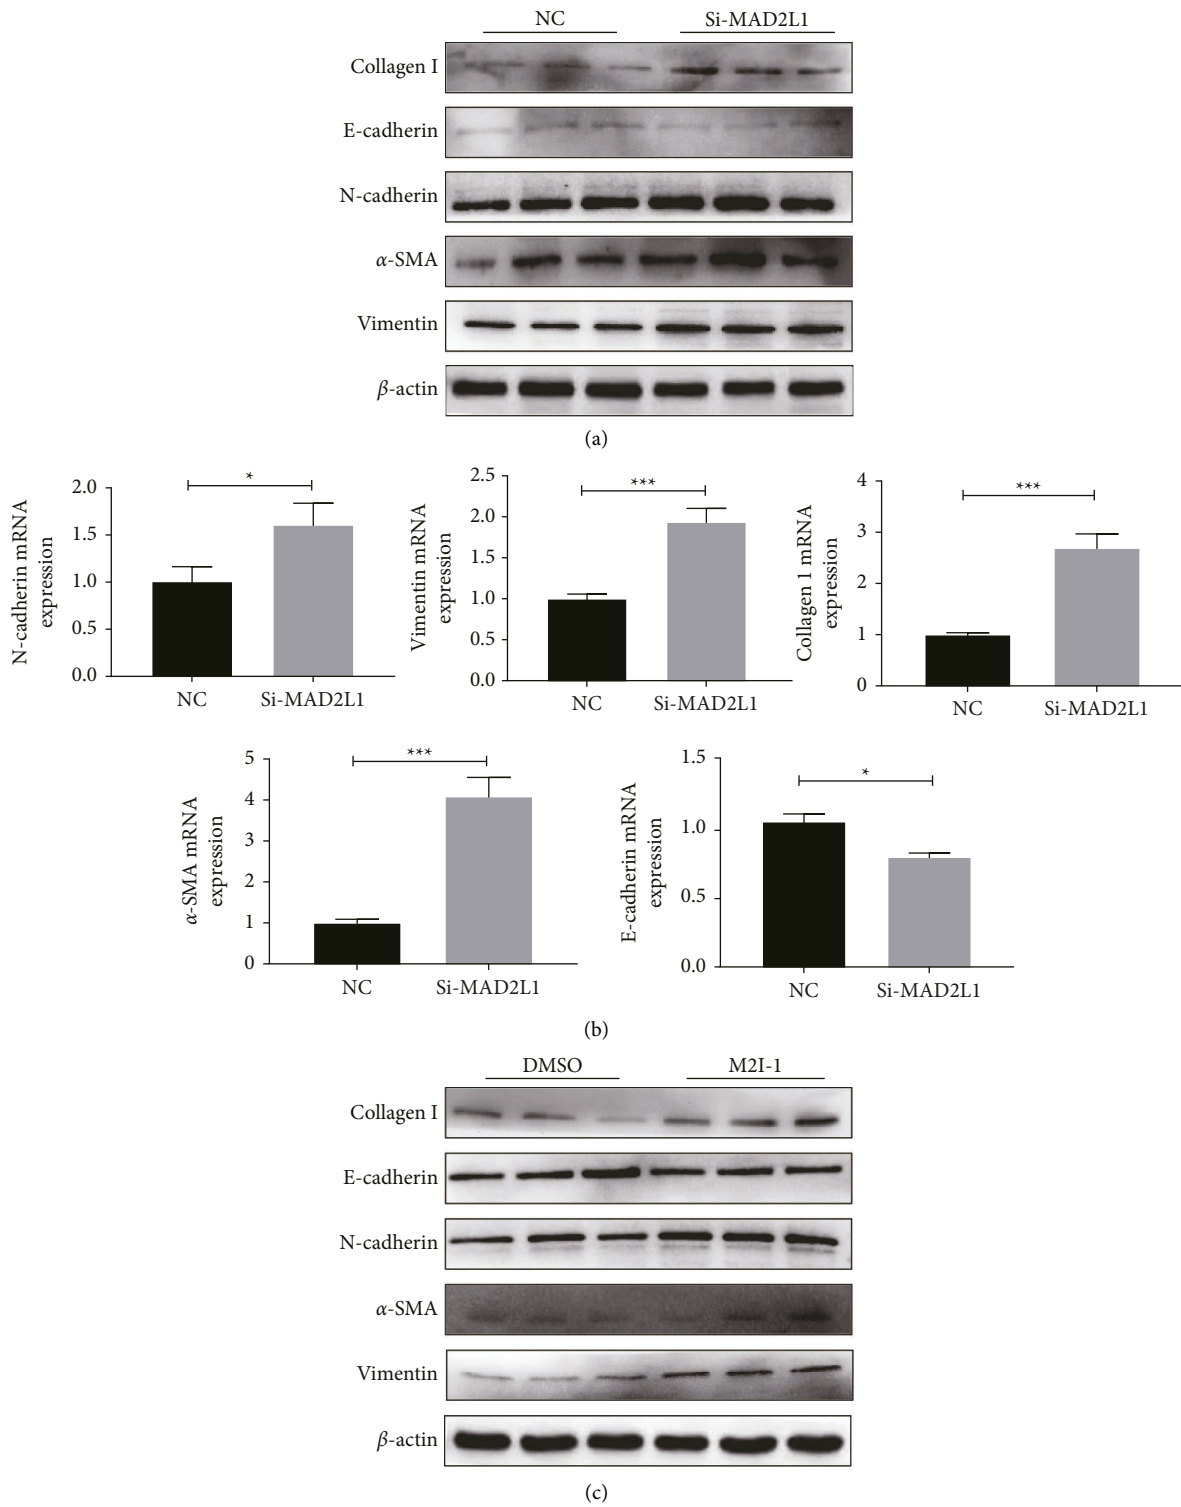 NC Si-MAD2L1
Collagen I
E-cadherin
N-cadherin
α-SMA
Vimentin
β-actin
(a)
N-cadherin mRNA
expression
2.0
1.5
1.0
0.5
0.0
*
NC Si-MAD2L1
Vimentin mRNA
expression
2.5
2.0
1.5
1.0
0.5
0.0
***
NC Si-MAD2L1
Collagen 1 mRNA
expression
4
3
2
1
0
***
NC Si-MAD2L1
α-SMA mRNA
expression
5
4
3
2
1
0
***
NC Si-MAD2L1
E-cadherin mRNA
expression
1.5
1.0
0.5
0.0
*
NC Si-MAD2L1
(b)
DMSO M2I-1
Collagen I
E-cadherin
N-cadherin
α-SMA
Vimentin
β-actin
(c)